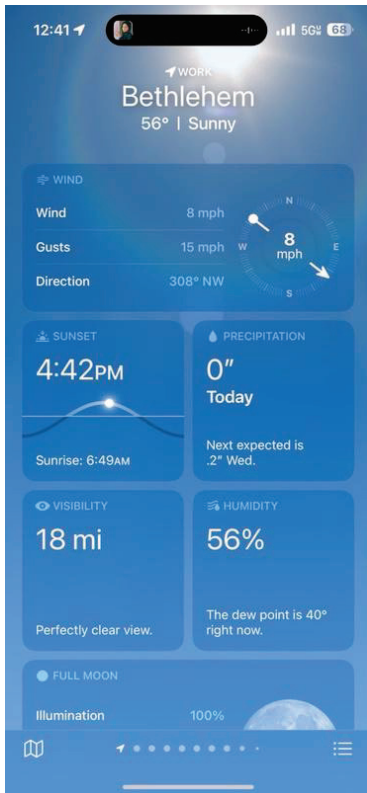 12:41
5G
68
WORK
Bethlehem
56° | Sunny
WIND
Wind 8 mph
Gusts 15 mph
Direction 308° NW
N
W
E
S
8
mph
SUNSET
4:42PM
Sunrise: 6:49AM
PRECIPITATION
0″
Today
Next expected is
.2″ Wed.
VISIBILITY
18 mi
Perfectly clear view.
HUMIDITY
56%
The dew point is 40°
right now.
FULL MOON
Illumination 100%